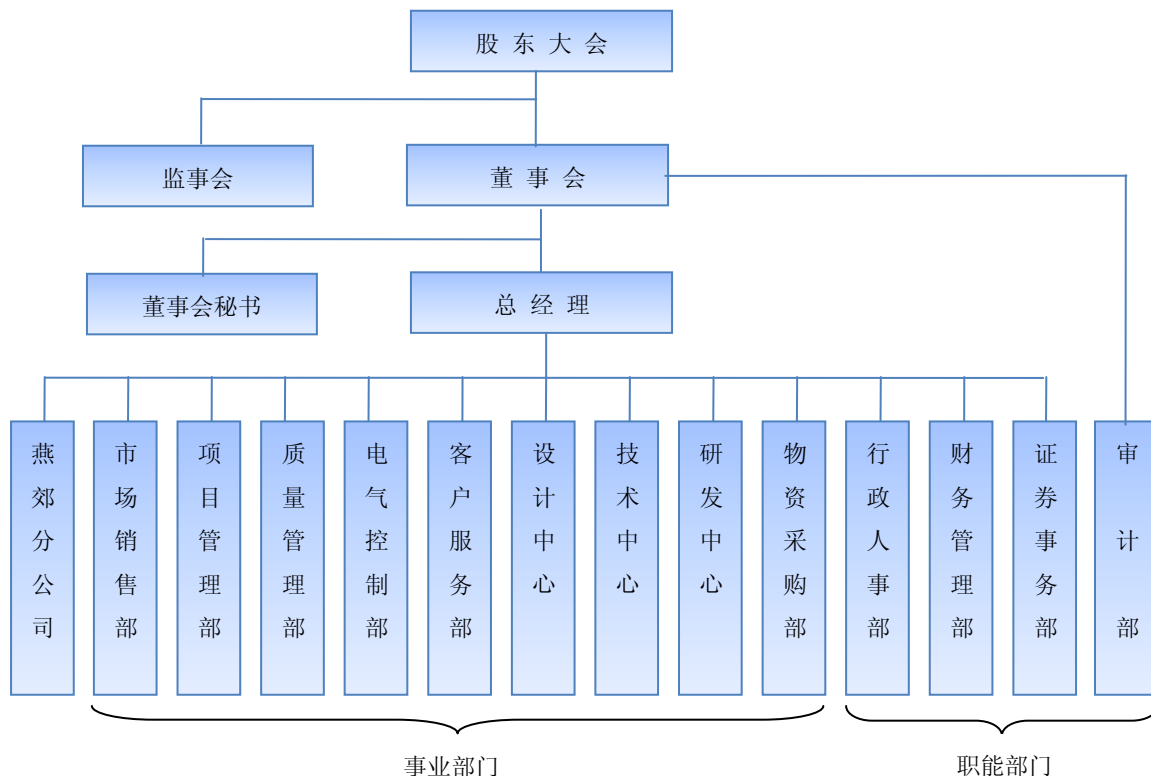 股东大会
监事会
董事会
董事会秘书
总经理
燕郊分公司
市场销售部
项目管理部
质量管理部
电气控制部
客户服务部
设计中心
技术中心
研发中心
物资采购部
行政人事部
财务管理部
证券事务部
审计部
事业部门
职能部门